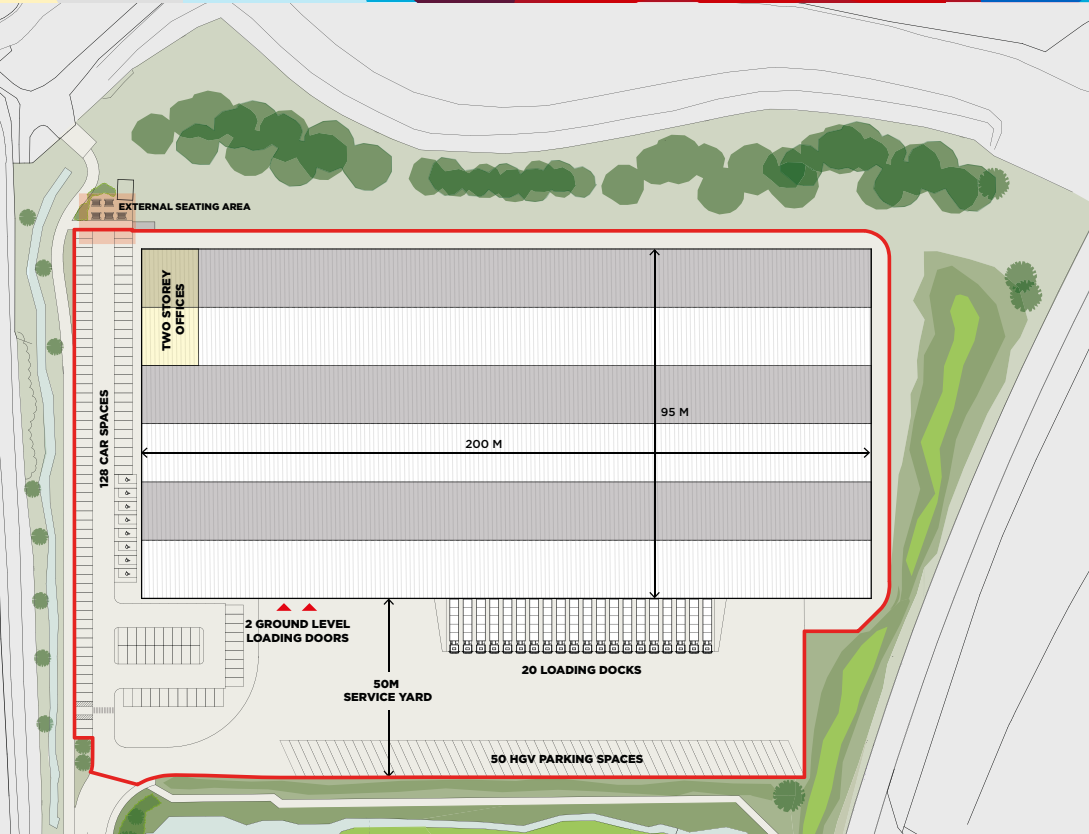 EXTERNAL SEATING AREA
TWO STOREY
OFFICES
128 CAR SPACES
95 M
200 M
2 GROUND LEVEL
LOADING DOORS
20 LOADING DOCKS
50M
SERVICE YARD
50 HGV PARKING SPACES